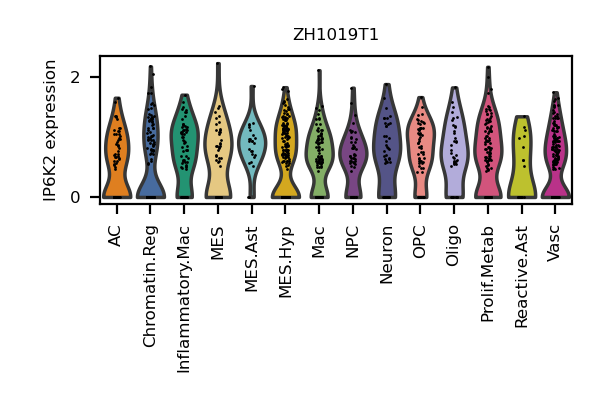 ZH1019T1
IP6K2 expression
2
0
AC
Chromatin.Reg
Inflammatory.Mac
MES
MES.Ast
MES.Hyp
Mac
NPC
Neuron
OPC
Oligo
Prolif.Metab
Reactive.Ast
Vasc